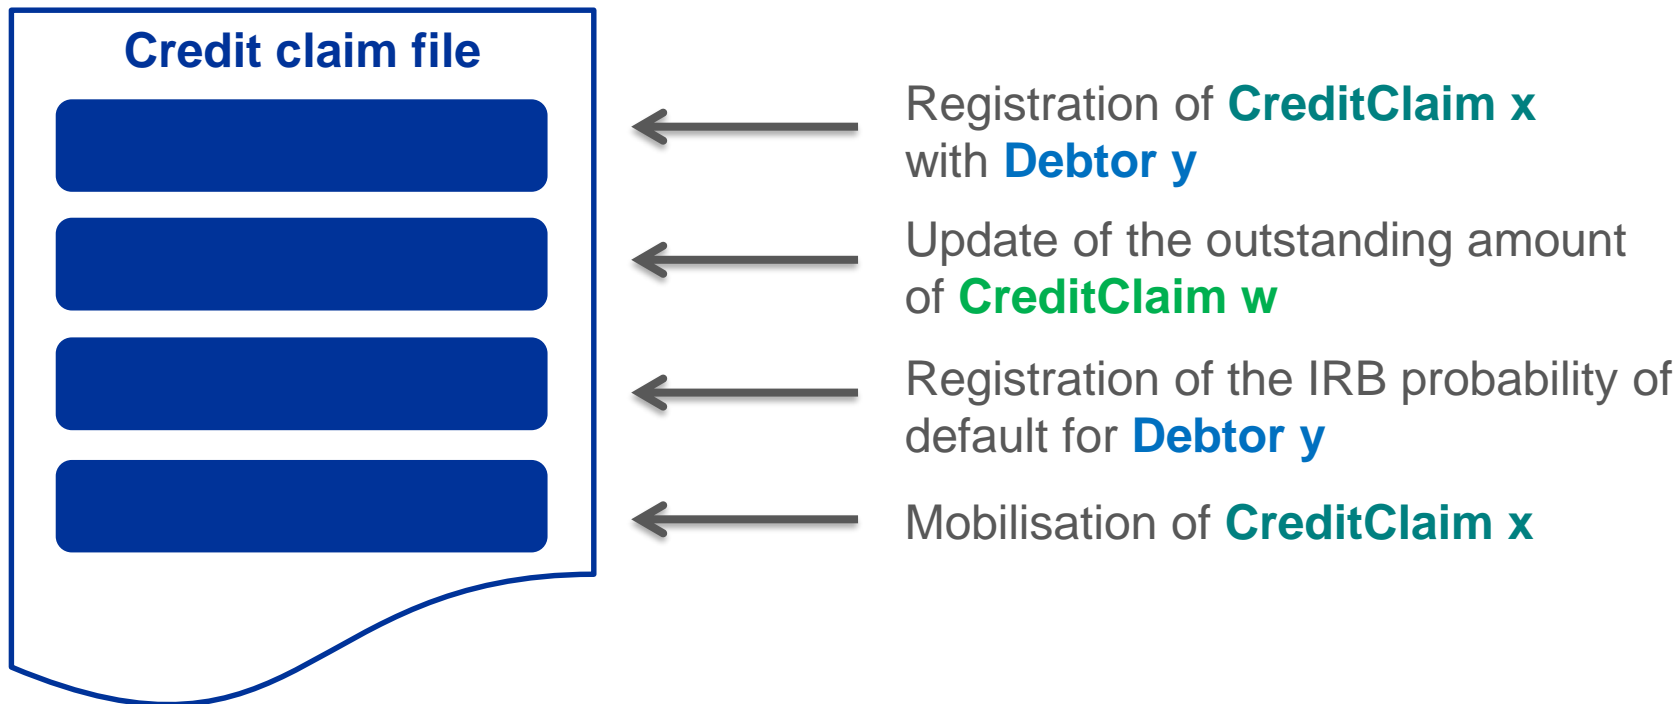 Credit claim file
Registration of CreditClaim x
with Debtor y
Update of the outstanding amount
of CreditClaim w
Registration of the IRB probability of
default for Debtor y
Mobilisation of CreditClaim x